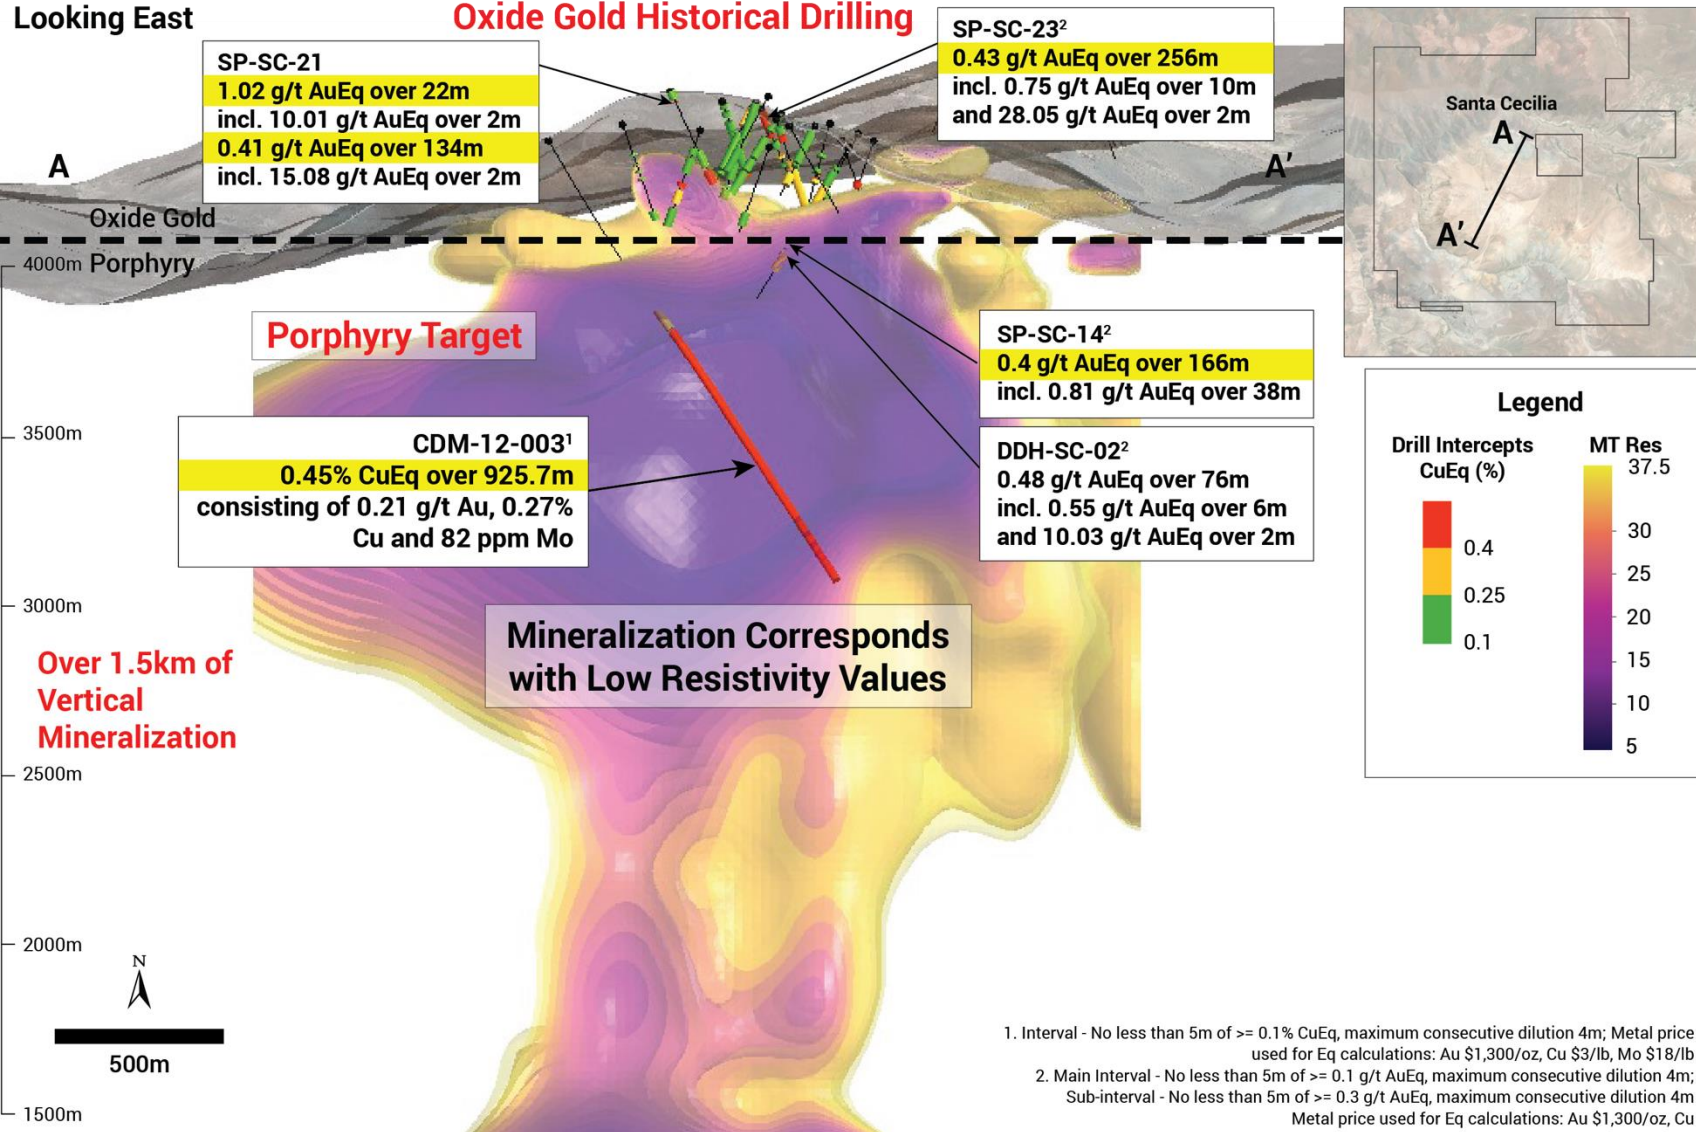 Looking East
Oxide Gold Historical Drilling
SP-SC-21
1.02 g/t AuEq over 22m
incl. 10.01 g/t AuEq over 2m
0.41 g/t AuEq over 134m
incl. 15.08 g/t AuEq over 2m
SP-SC-23²
0.43 g/t AuEq over 256m
incl. 0.75 g/t AuEq over 10m
and 28.05 g/t AuEq over 2m
Santa Cecilia
A
A'
A
A'
Oxide Gold
Porphyry
4000m
3500m
3000m
2500m
2000m
1500m
Porphyry Target
CDM-12-003¹
0.45% CuEq over 925.7m
consisting of 0.21 g/t Au, 0.27%
Cu and 82 ppm Mo
SP-SC-14²
0.4 g/t AuEq over 166m
incl. 0.81 g/t AuEq over 38m
DDH-SC-02²
0.48 g/t AuEq over 76m
incl. 0.55 g/t AuEq over 6m
and 10.03 g/t AuEq over 2m
Mineralization Corresponds
with Low Resistivity Values
Over 1.5km of
Vertical
Mineralization
Legend
Drill Intercepts
CuEq (%)
0.4
0.25
0.1
MT Res
37.5
30
25
20
15
10
5
N
500m
1. Interval - No less than 5m of >= 0.1% CuEq, maximum consecutive dilution 4m; Metal price
used for Eq calculations: Au $1,300/oz, Cu $3/lb, Mo $18/lb
2. Main Interval - No less than 5m of >= 0.1 g/t AuEq, maximum consecutive dilution 4m;
Sub-interval - No less than 5m of >= 0.3 g/t AuEq, maximum consecutive dilution 4m
Metal price used for Eq calculations: Au $1,300/oz, Cu